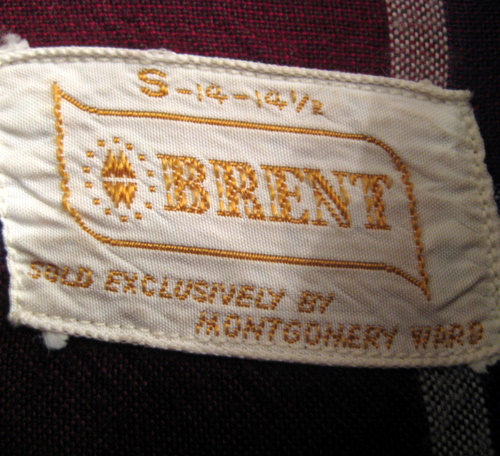 S-14-14½
BRENT
SOLD EXCLUSIVELY BY
MONTGOMERY WARD